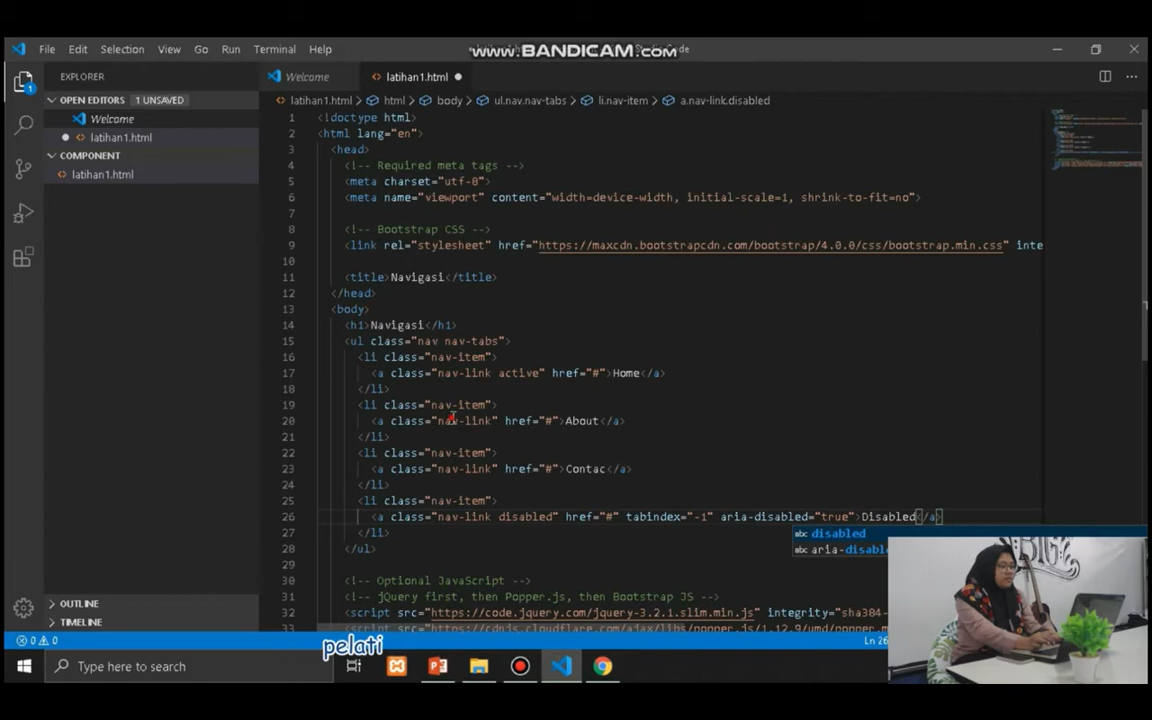 www.BANDICAM.com
File Edit Selection View Go Run Terminal Help
EXPLORER
Welcome
latihan1.html
OPEN EDITORS 1 UNSAVED
Welcome
latihan1.html
COMPONENT
latihan1.html
OUTLINE
TIMELINE
latihan1.html > html > body > ul.nav.nav-tabs > li.nav-item > a.nav-link.disabled
1 <!doctype html>
2 <html lang="en">
3 <head>
4 <!-- Required meta tags -->
5 <meta charset="utf-8">
6 <meta name="viewport" content="width=device-width, initial-scale=1, shrink-to-fit=no">
7
8 <!-- Bootstrap CSS -->
9 <link rel="stylesheet" href="https://maxcdn.bootstrapcdn.com/bootstrap/4.0.0/css/bootstrap.min.css" inte
10
11 <title>Navigasi</title>
12 </head>
13 <body>
14 <h1>Navigasi</h1>
15 <ul class="nav nav-tabs">
16 <li class="nav-item">
17 <a class="nav-link active" href="#">Home</a>
18 </li>
19 <li class="nav-item">
20 <a class="nav-link" href="#">About</a>
21 </li>
22 <li class="nav-item">
23 <a class="nav-link" href="#">Contac</a>
24 </li>
25 <li class="nav-item">
26 <a class="nav-link disabled" href="#" tabindex="-1" aria-disabled="true">Disabled</a>
27 </li>
28 </ul>
29
30 <!-- Optional JavaScript -->
31 <!-- jQuery first, then Popper.js, then Bootstrap JS -->
32 <script src="https://code.jquery.com/jquery-3.2.1.slim.min.js" integrity="sha384-
33 <script src="https://cdnjs.cloudflare.com/ajax/libs/popper.js/1.12.9/umd/popper.m
abc disabled
abc aria-disable
BIG
0 0
Ln 26
pelati
Type here to search